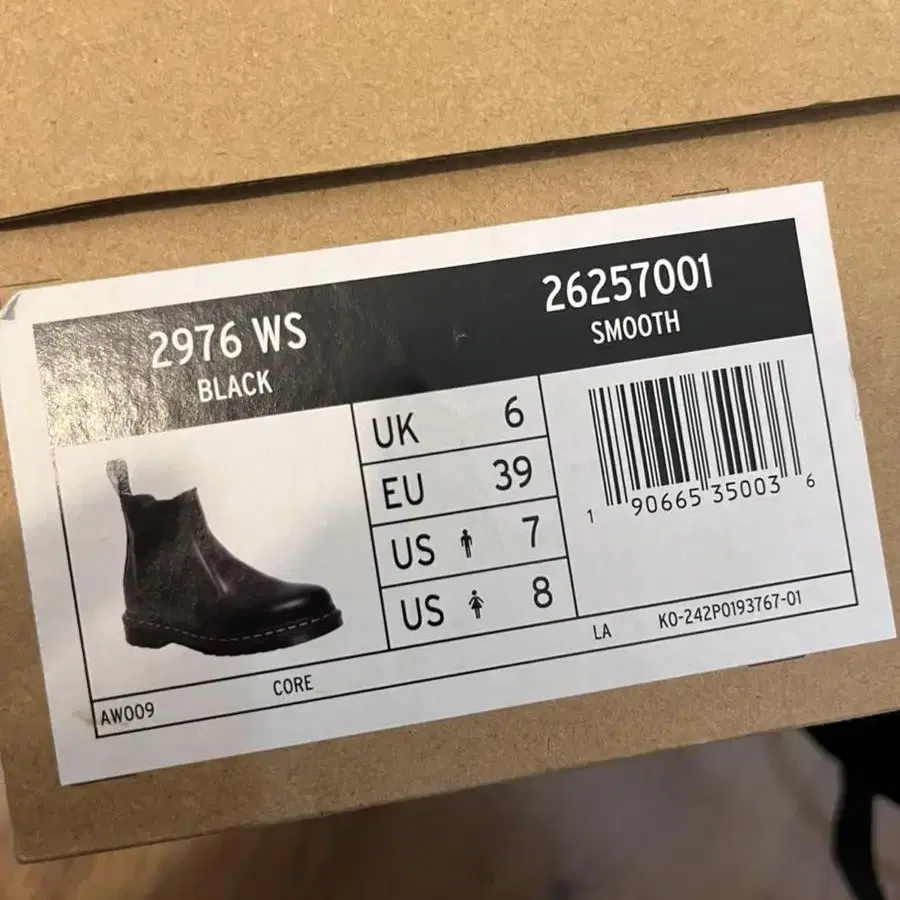 2976 WS
BLACK
26257001
SMOOTH
UK 6
EU 39
US 7
US 8
1 90665 35003 6
AW009 CORE LA K0-242P0193767-01